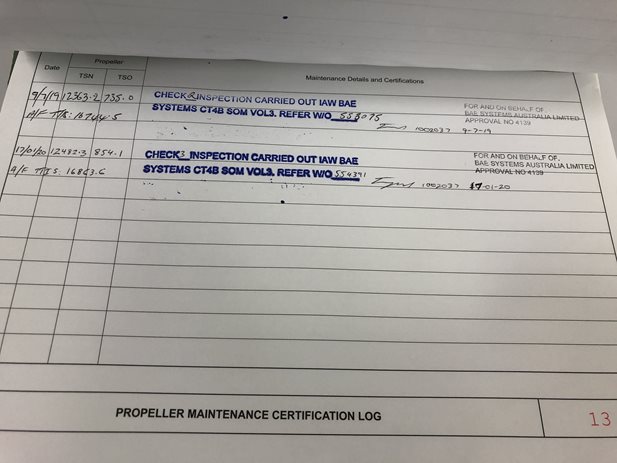 Date Propeller Maintenance Details and Certifications
TSN TSO
9/7/19 12363.2 735.0 CHECK 2 INSPECTION CARRIED OUT IAW BAE
SYSTEMS CT4B SOM VOL3. REFER W/O 553075
FOR AND ON BEHALF OF
BAE SYSTEMS AUSTRALIA LIMITED
APPROVAL NO 4139
A/F TTIS: 16744.5
1002037 9-7-19
17/01/20 12482.3 854.1 CHECK 3 INSPECTION CARRIED OUT IAW BAE
SYSTEMS CT4B SOM VOL3. REFER W/O 554391
FOR AND ON BEHALF OF
BAE SYSTEMS AUSTRALIA LIMITED
APPROVAL NO 4139
A/F TTIS: 16863.6
1002037 17-01-20
PROPELLER MAINTENANCE CERTIFICATION LOG
13